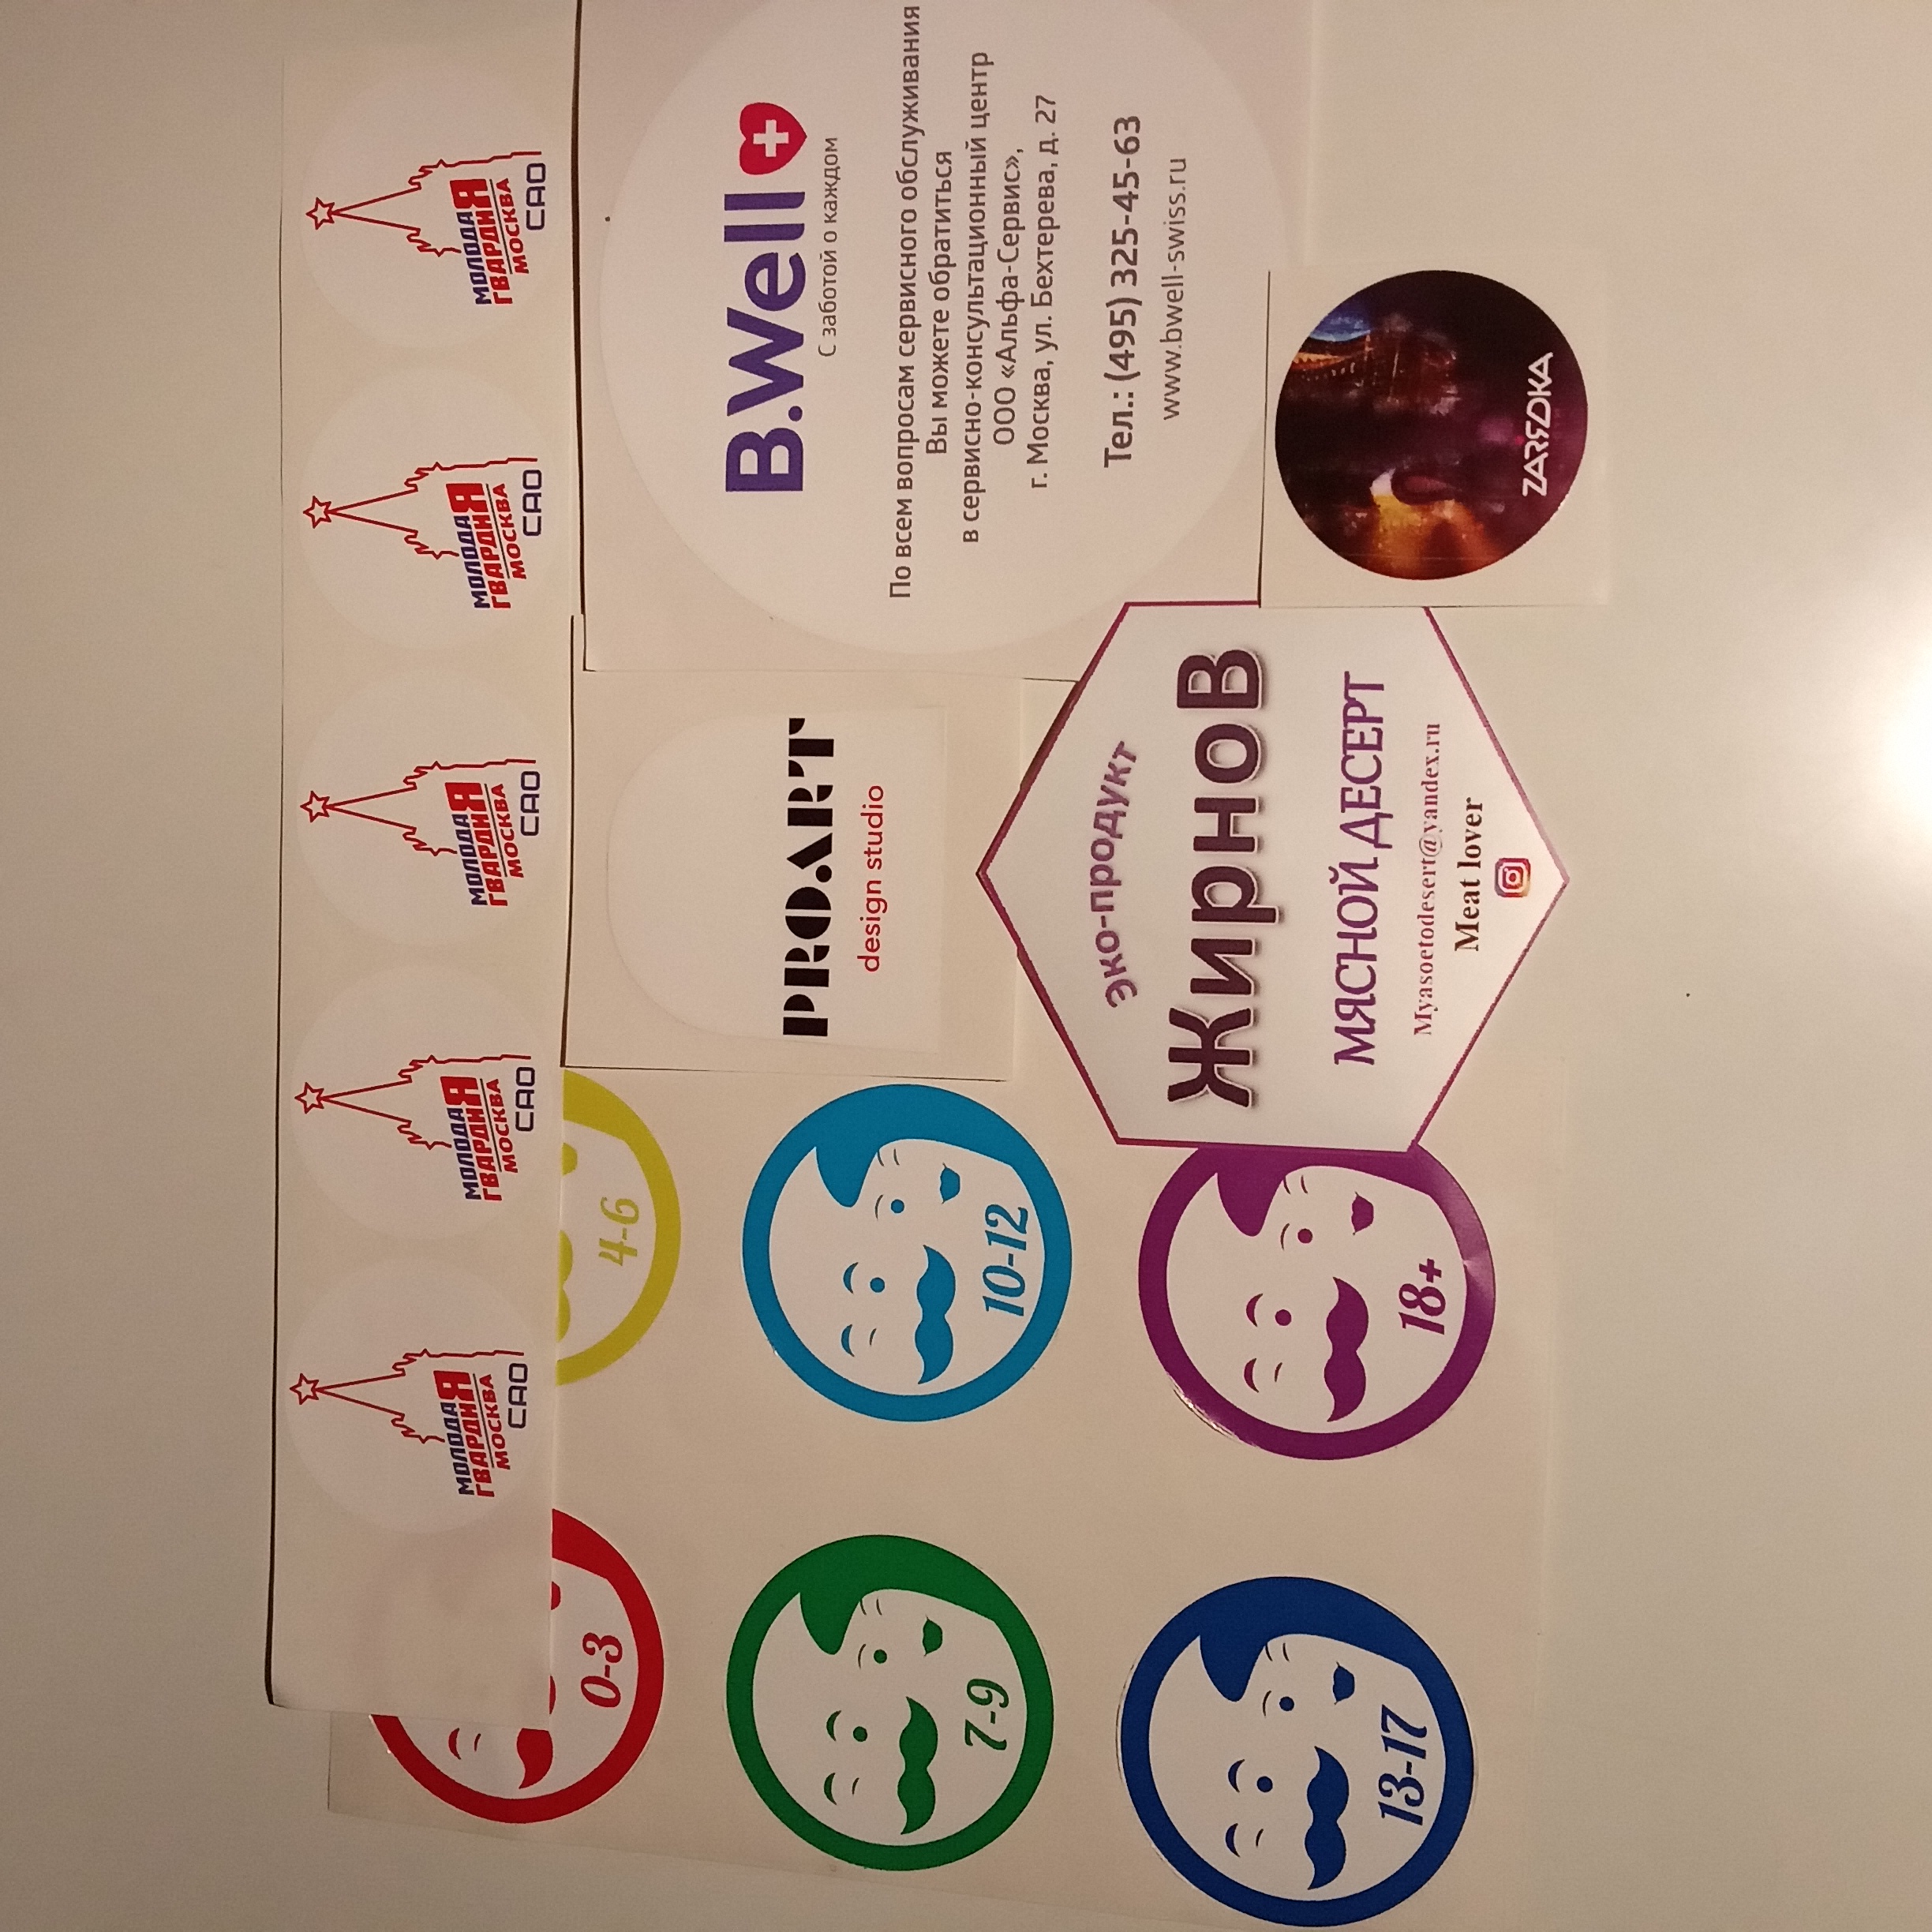 МОЛОДАЯ
ГВАРДИЯ
МОСКВА
САО
МОЛОДАЯ
ГВАРДИЯ
МОСКВА
САО
МОЛОДАЯ
ГВАРДИЯ
МОСКВА
САО
МОЛОДАЯ
ГВАРДИЯ
МОСКВА
САО
МОЛОДАЯ
ГВАРДИЯ
МОСКВА
САО
0-3
4-6
7-9
10-12
13-17
18+
PROART
design studio
B.Well
С заботой о каждом
По всем вопросам сервисного обслуживания
Вы можете обратиться
в сервисно-консультационный центр
ООО «Альфа-Сервис»,
г. Москва, ул. Бехтерева, д. 27
Тел.: (495) 325-45-63
www.bwell-swiss.ru
Эко-продукт
ЖирноВ
МЯСНОЙ ДЕСЕРТ
Myasoetodesert@yandex.ru
Meat lover
ZARЯDKA